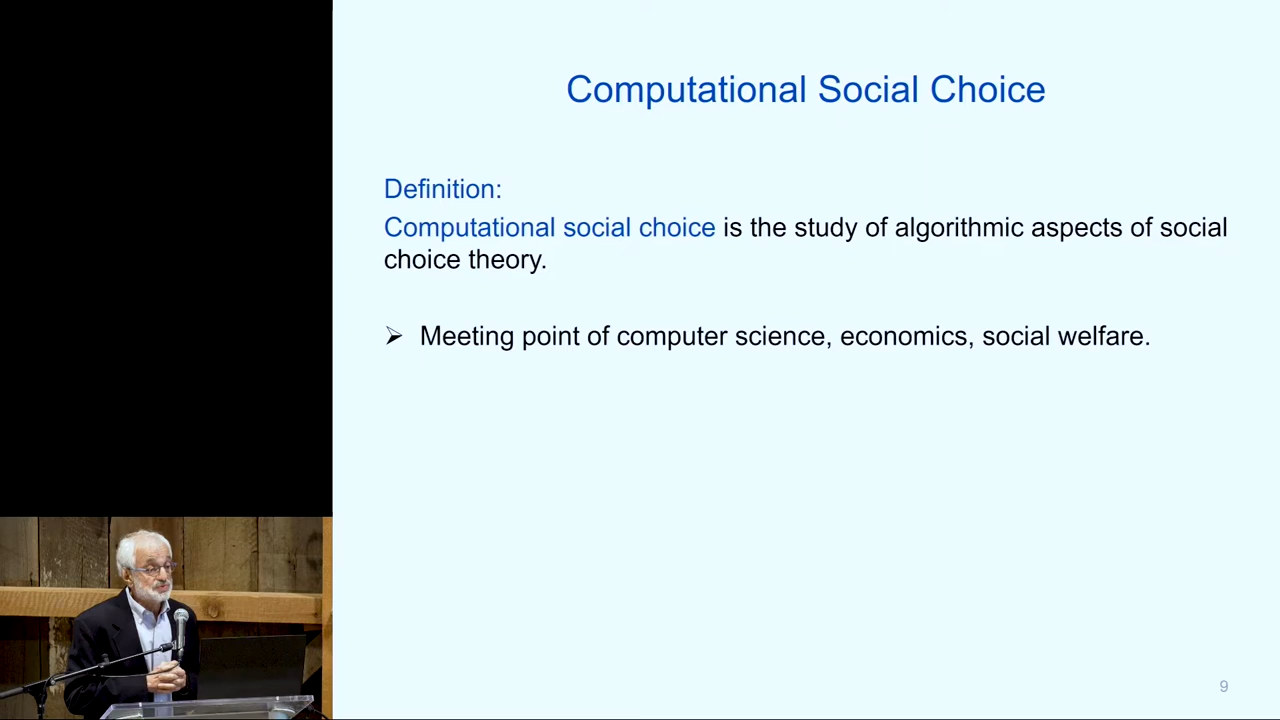 Computational Social Choice
Definition:
Computational social choice is the study of algorithmic aspects of social
choice theory.
➢ Meeting point of computer science, economics, social welfare.
9